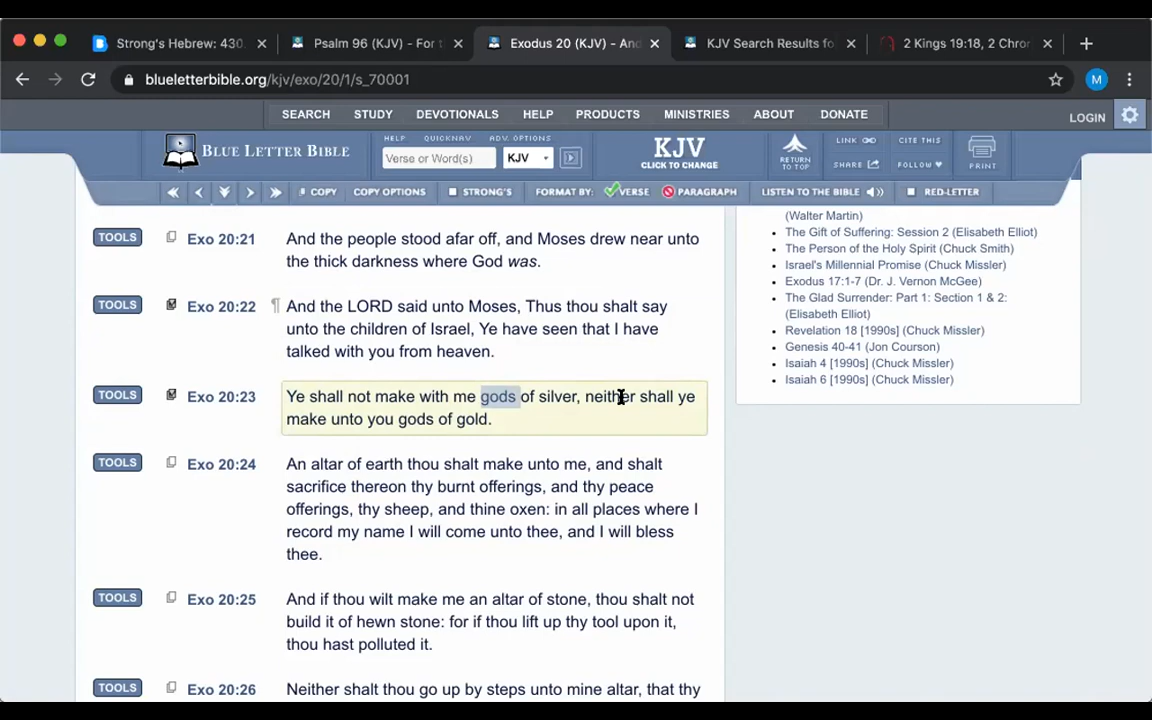 Strong's Hebrew: 430.
Psalm 96 (KJV) - For t
Exodus 20 (KJV) - And
KJV Search Results fo
2 Kings 19:18, 2 Chron
blueletterbible.org/kjv/exo/20/1/s_70001
M
SEARCH STUDY DEVOTIONALS HELP PRODUCTS MINISTRIES ABOUT DONATE
LOGIN
BLUE LETTER BIBLE
HELP QUICKNAV ADV. OPTIONS
Verse or Word(s)
KJV
KJV
CLICK TO CHANGE
RETURN
TO TOP
LINK
CITE THIS
SHARE
FOLLOW
PRINT
COPY COPY OPTIONS STRONG'S FORMAT BY: VERSE PARAGRAPH LISTEN TO THE BIBLE RED-LETTER
TOOLS Exo 20:21 And the people stood afar off, and Moses drew near unto
the thick darkness where God was.
TOOLS Exo 20:22 ¶ And the LORD said unto Moses, Thus thou shalt say
unto the children of Israel, Ye have seen that I have
talked with you from heaven.
TOOLS Exo 20:23 Ye shall not make with me gods of silver, neither shall ye
make unto you gods of gold.
TOOLS Exo 20:24 An altar of earth thou shalt make unto me, and shalt
sacrifice thereon thy burnt offerings, and thy peace
offerings, thy sheep, and thine oxen: in all places where I
record my name I will come unto thee, and I will bless
thee.
TOOLS Exo 20:25 And if thou wilt make me an altar of stone, thou shalt not
build it of hewn stone: for if thou lift up thy tool upon it,
thou hast polluted it.
TOOLS Exo 20:26 Neither shalt thou go up by steps unto mine altar, that thy
(Walter Martin)
The Gift of Suffering: Session 2 (Elisabeth Elliot)
The Person of the Holy Spirit (Chuck Smith)
Israel's Millennial Promise (Chuck Missler)
Exodus 17:1-7 (Dr. J. Vernon McGee)
The Glad Surrender: Part 1: Section 1 & 2:
(Elisabeth Elliot)
Revelation 18 [1990s] (Chuck Missler)
Genesis 40-41 (Jon Courson)
Isaiah 4 [1990s] (Chuck Missler)
Isaiah 6 [1990s] (Chuck Missler)